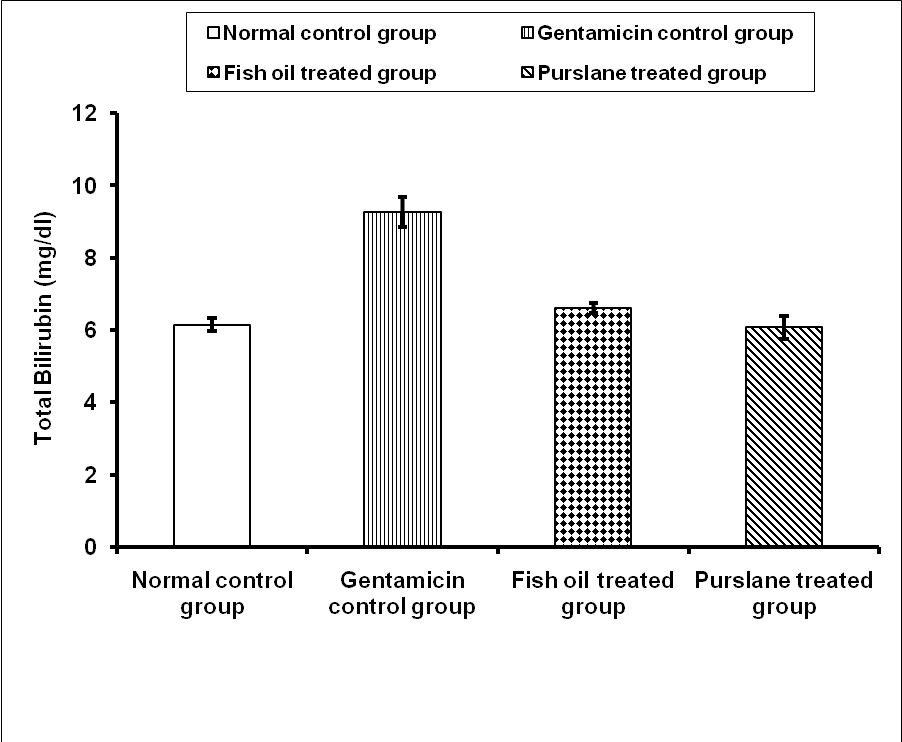 Normal control group
Gentamicin control group
Fish oil treated group
Purslane treated group
12
10
8
6
4
2
0
Total Bilirubin (mg/dl)
Normal control
group
Gentamicin
control group
Fish oil treated
group
Purslane treated
group